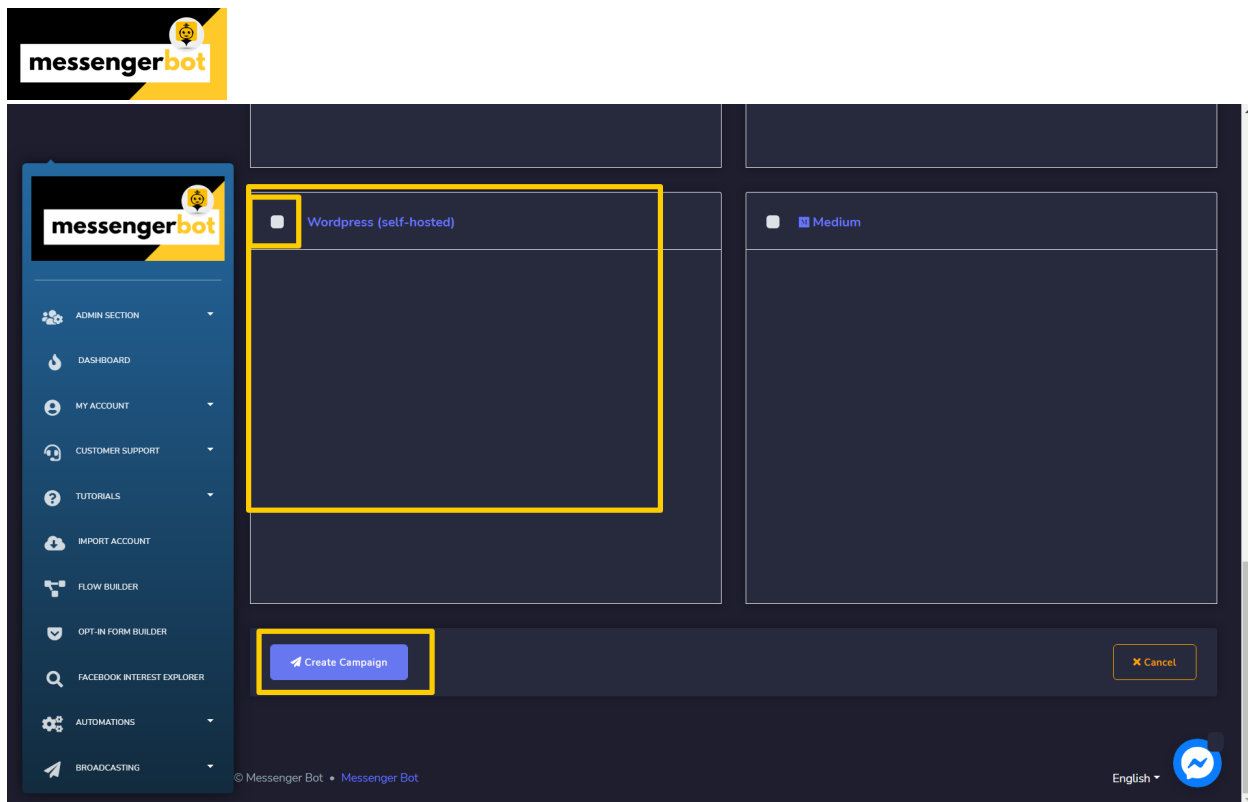 messengerbot
messengerbot
Wordpress (self-hosted)
Medium
ADMIN SECTION
DASHBOARD
MY ACCOUNT
CUSTOMER SUPPORT
TUTORIALS
IMPORT ACCOUNT
FLOW BUILDER
OPT-IN FORM BUILDER
FACEBOOK INTEREST EXPLORER
AUTOMATIONS
BROADCASTING
Create Campaign
Cancel
© Messenger Bot • Messenger Bot
English